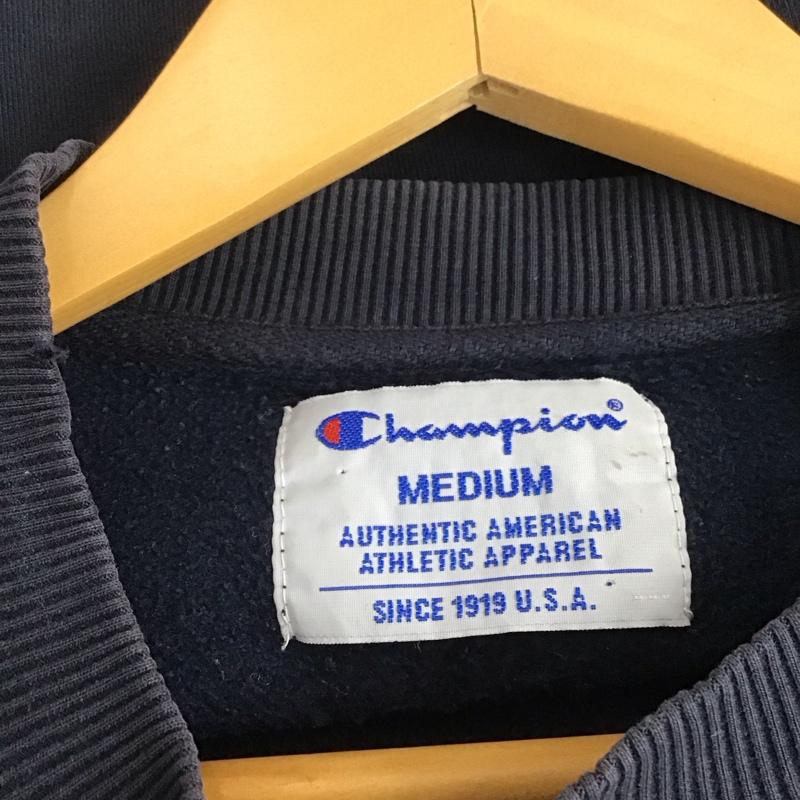 Champion®
MEDIUM
AUTHENTIC AMERICAN
ATHLETIC APPAREL
SINCE 1919 U.S.A.